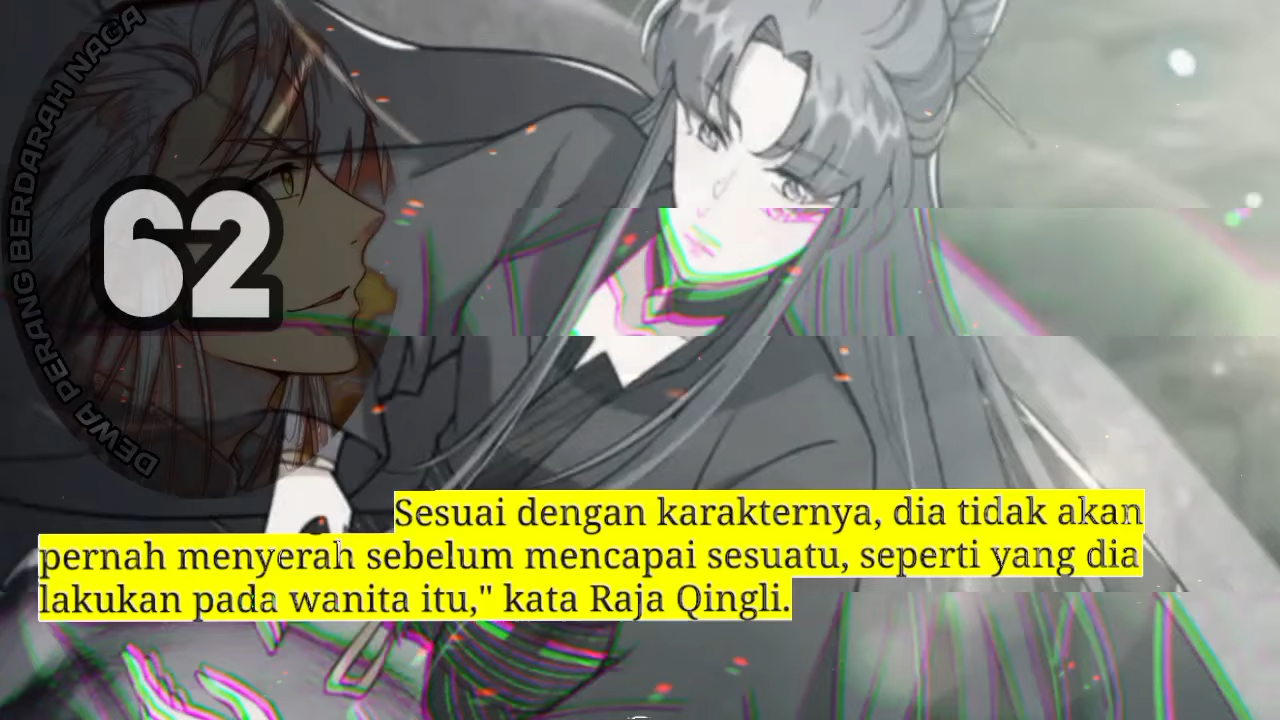 DEWA PERANG BERDARAH NAGA
62
Sesuai dengan karakternya, dia tidak akan
pernah menyerah sebelum mencapai sesuatu, seperti yang dia
lakukan pada wanita itu," kata Raja Qingli.